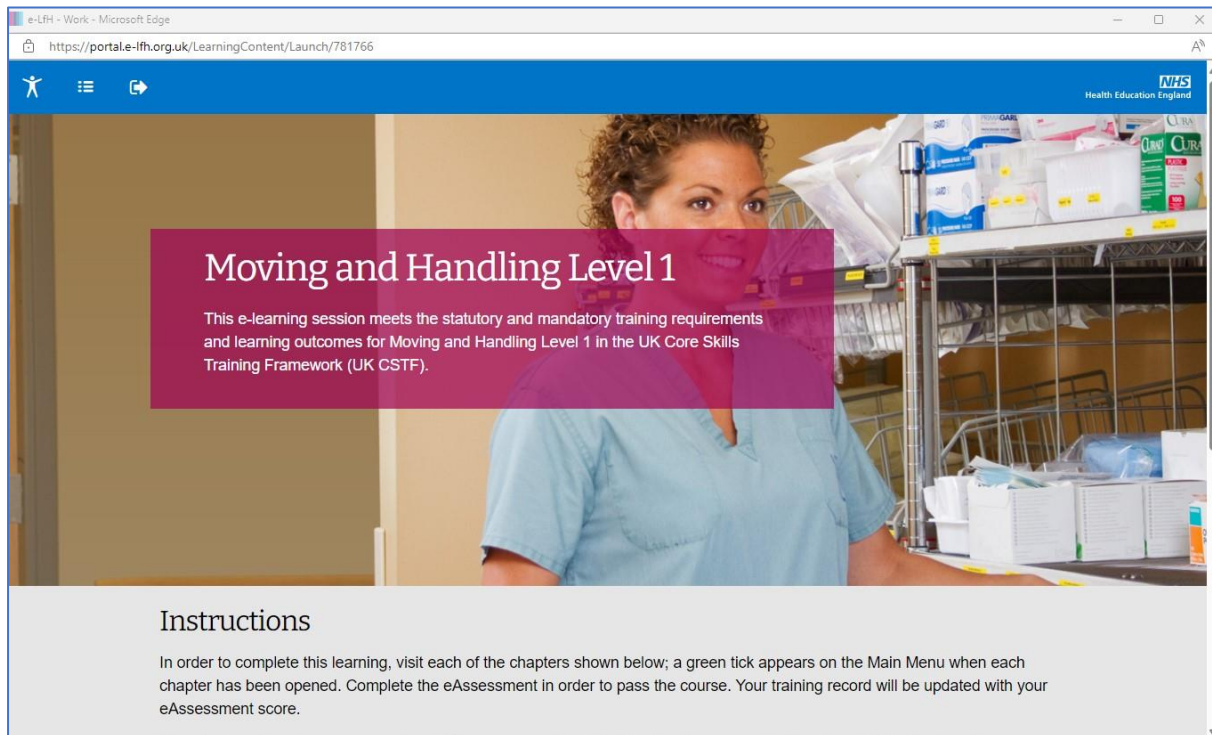 e-LfH - Work - Microsoft Edge
https://portal.e-lfh.org.uk/LearningContent/Launch/781766
NHS
Health Education England
Moving and Handling Level 1
This e-learning session meets the statutory and mandatory training requirements
and learning outcomes for Moving and Handling Level 1 in the UK Core Skills
Training Framework (UK CSTF).
CURA
CURAD
CURA
100
Instructions
In order to complete this learning, visit each of the chapters shown below; a green tick appears on the Main Menu when each
chapter has been opened. Complete the eAssessment in order to pass the course. Your training record will be updated with your
eAssessment score.